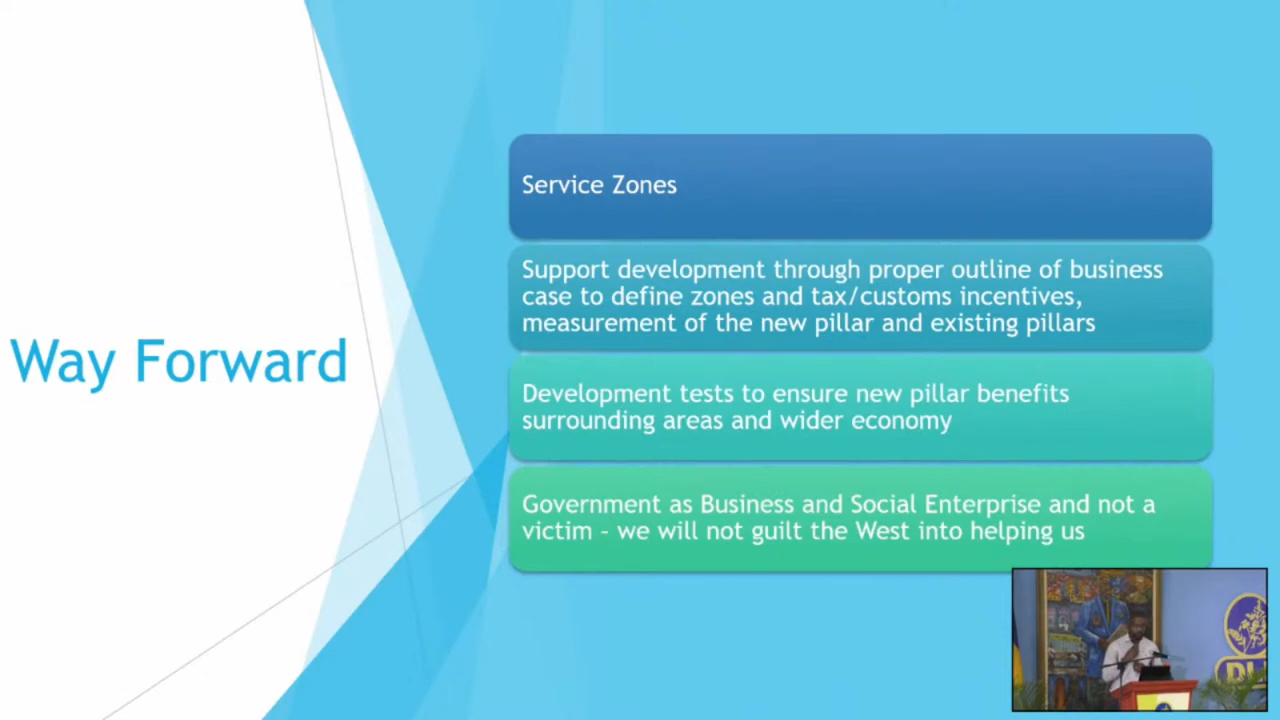 Way Forward
Service Zones
Support development through proper outline of business
case to define zones and tax/customs incentives,
measurement of the new pillar and existing pillars
Development tests to ensure new pillar benefits
surrounding areas and wider economy
Government as Business and Social Enterprise and not a
victim – we will not guilt the West into helping us